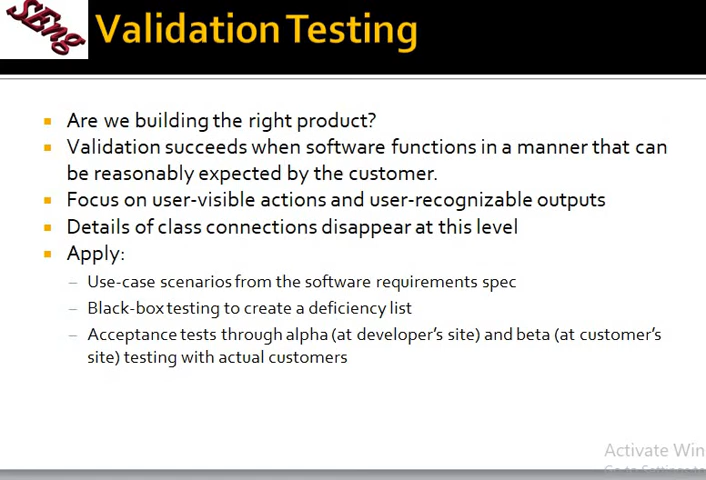 SEng
Validation Testing
Are we building the right product?
Validation succeeds when software functions in a manner that can
be reasonably expected by the customer.
Focus on user-visible actions and user-recognizable outputs
Details of class connections disappear at this level
Apply:
– Use-case scenarios from the software requirements spec
– Black-box testing to create a deficiency list
– Acceptance tests through alpha (at developer's site) and beta (at customer's
site) testing with actual customers
Activate Win